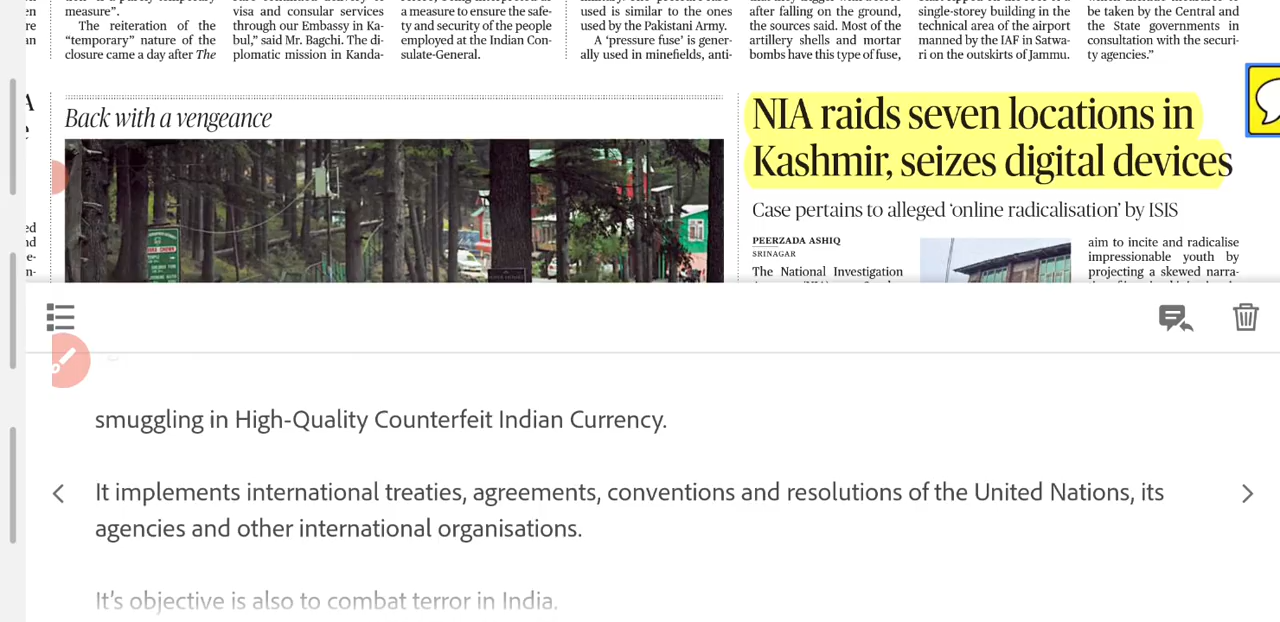 measure”.
The reiteration of the
“temporary” nature of the
closure came a day after The
visa and consular services
through our Embassy in Ka-
bul,” said Mr. Bagchi. The di-
plomatic mission in Kanda-
a measure to ensure the safe-
ty and security of the people
employed at the Indian Con-
sulate-General.
used is similar to the ones
used by the Pakistani Army.
A ‘pressure fuse’ is gener-
ally used in minefields, anti-
after falling on the ground,
the sources said. Most of the
artillery shells and mortar
bombs have this type of fuse,
single-storey building in the
technical area of the airport
manned by the IAF in Satwa-
ri on the outskirts of Jammu.
be taken by the Central and
the State governments in
consultation with the securi-
ty agencies.”
Back with a vengeance
NIA raids seven locations in
Kashmir, seizes digital devices
Case pertains to alleged ‘online radicalisation’ by ISIS
PEERZADA ASHIQ
SRINAGAR
The National Investigation
aim to incite and radicalise
impressionable youth by
projecting a skewed narra-
smuggling in High-Quality Counterfeit Indian Currency.
It implements international treaties, agreements, conventions and resolutions of the United Nations, its
agencies and other international organisations.
It’s objective is also to combat terror in India.